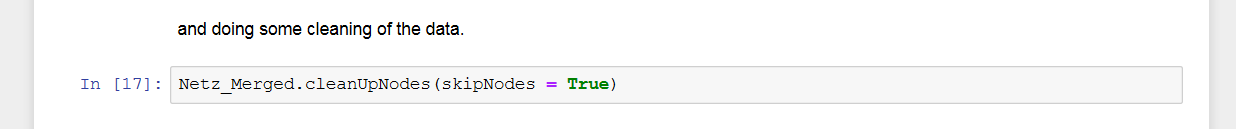 and doing some cleaning of the data.
In [17]: Netz_Merged.cleanUpNodes(skipNodes = True)